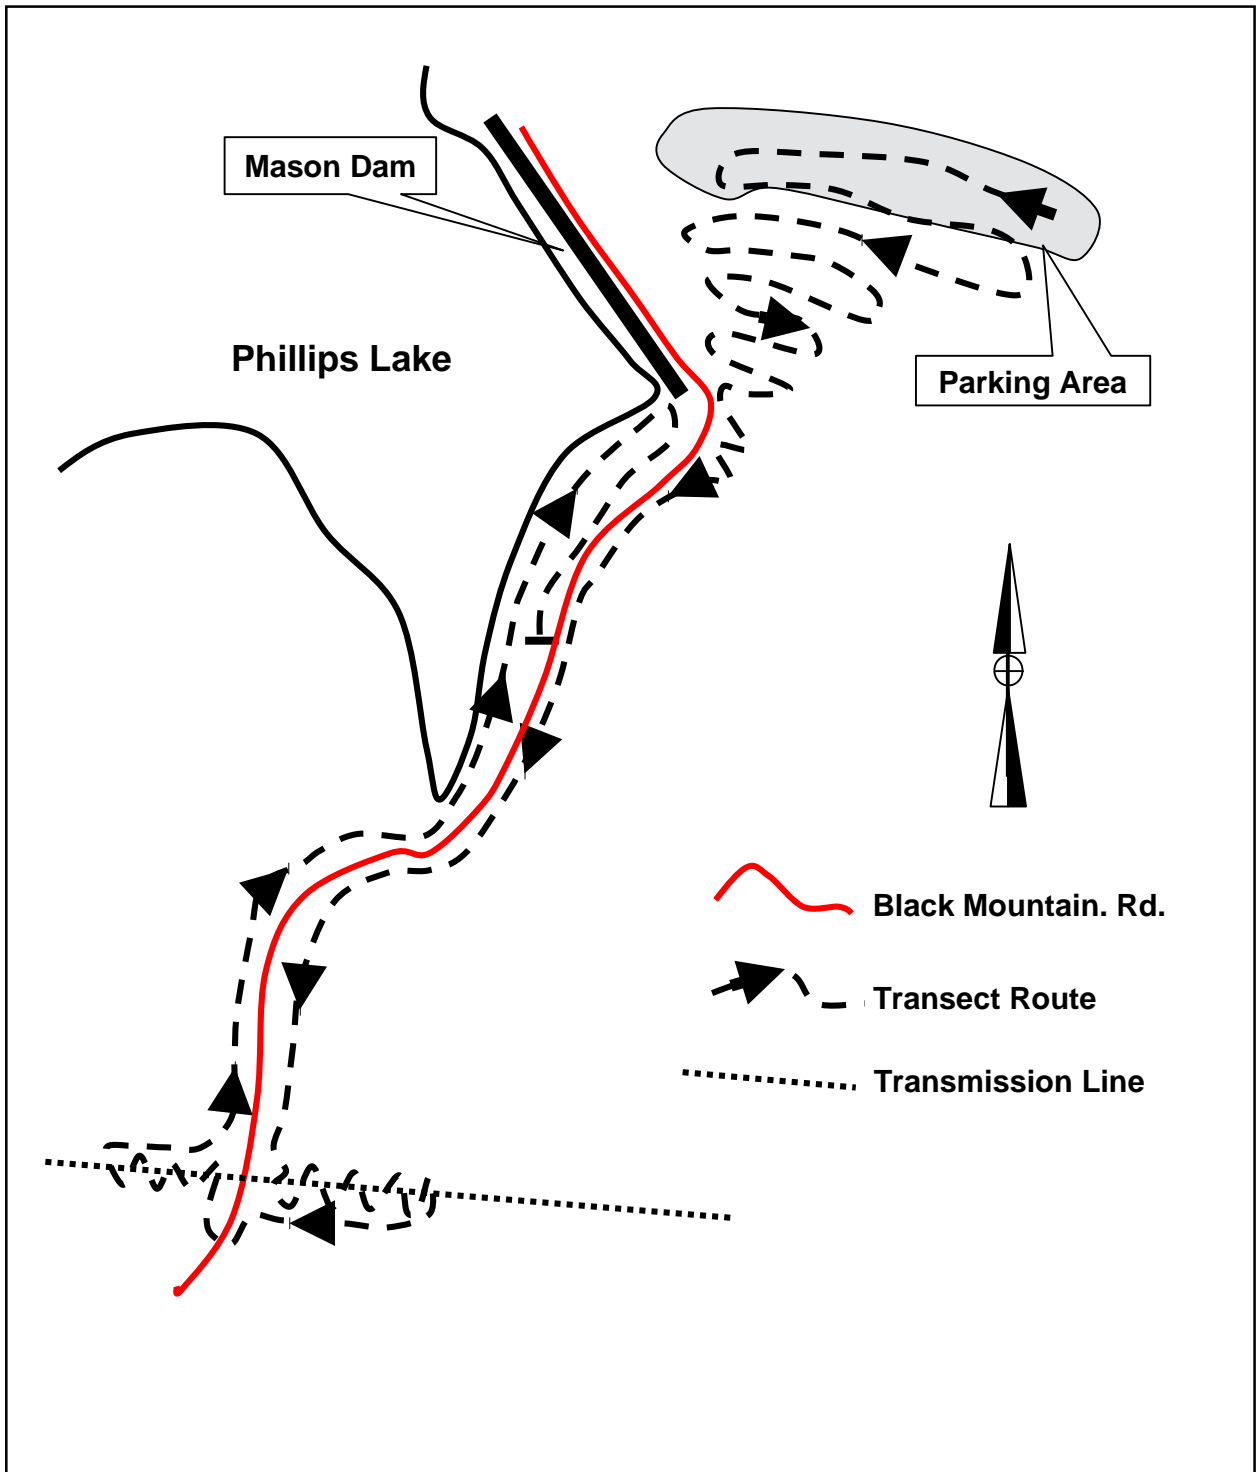 Mason Dam
Phillips Lake
Parking Area
Black Mountain. Rd.
Transect Route
Transmission Line